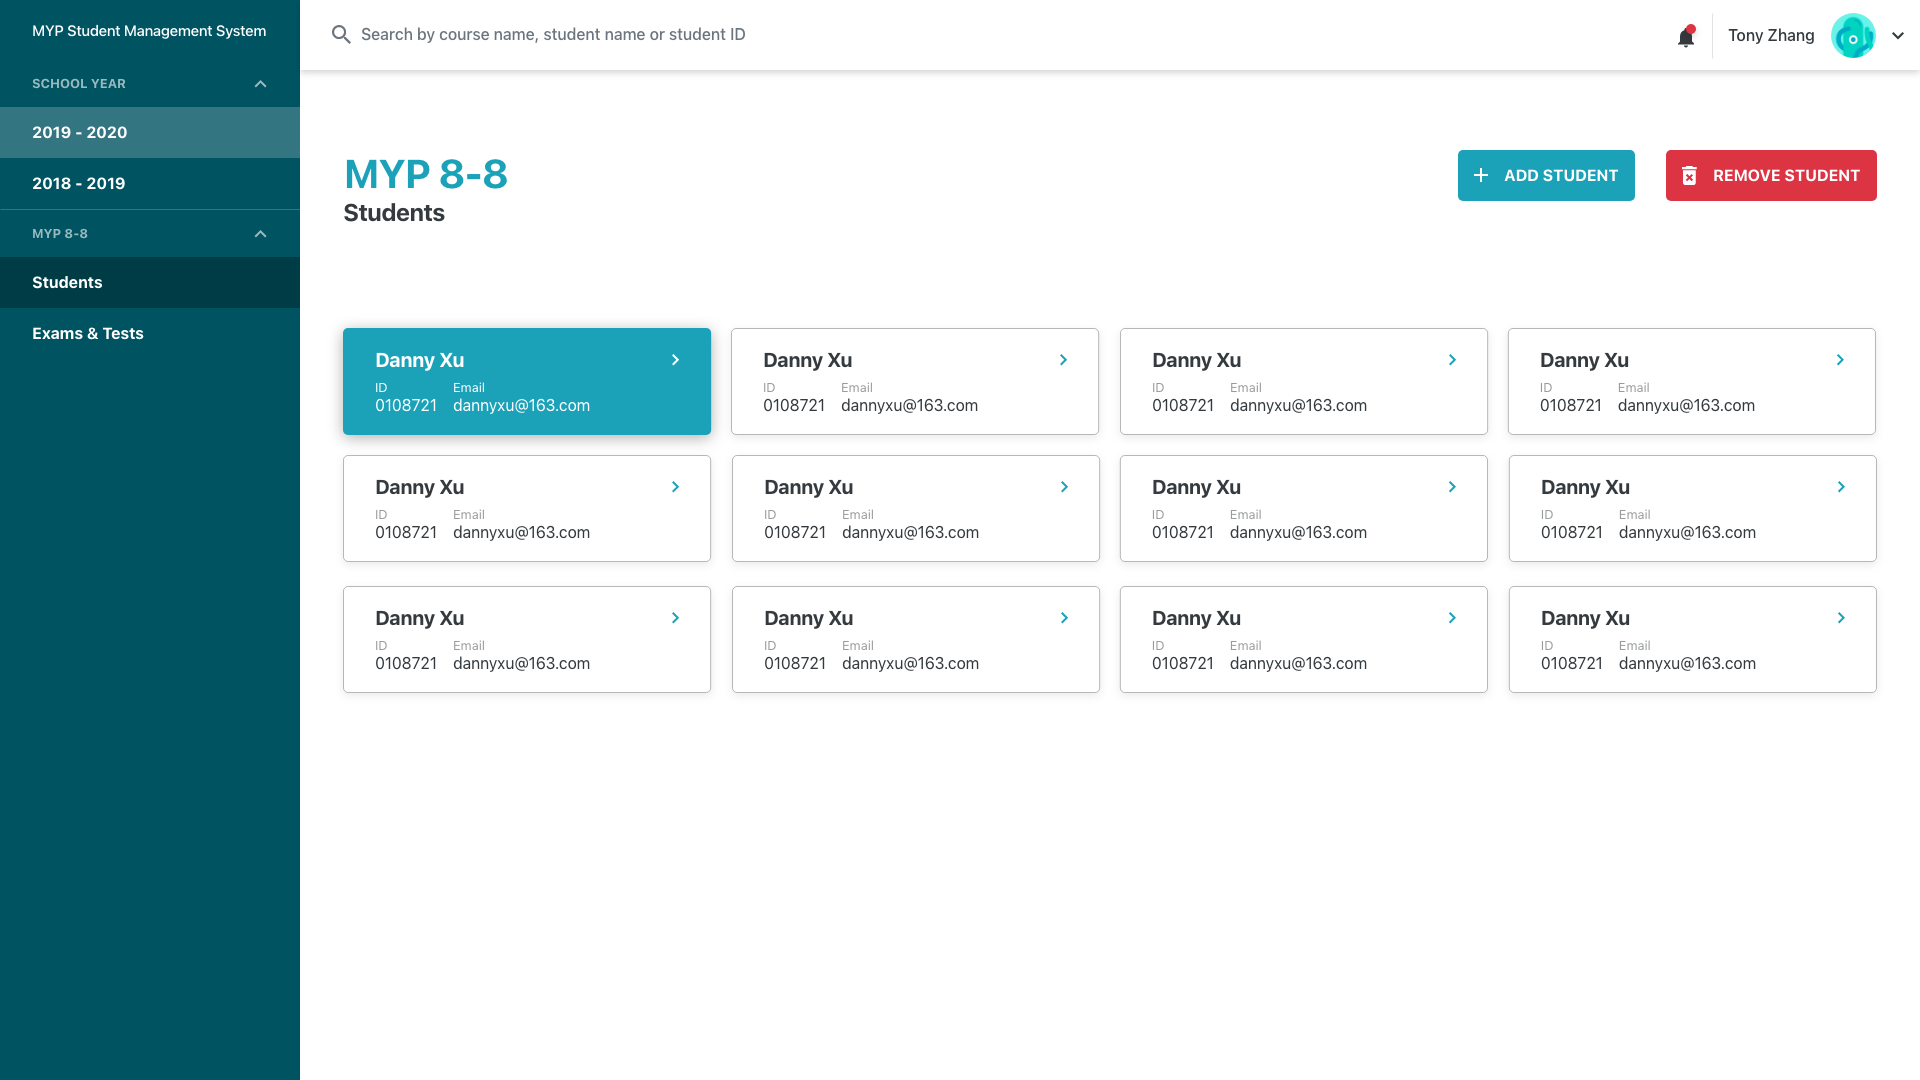 MYP Student Management System
SCHOOL YEAR
2019 - 2020
2018 - 2019
MYP 8-8
Students
Exams & Tests
Search by course name, student name or student ID
Tony Zhang
MYP 8-8
Students
ADD STUDENT
REMOVE STUDENT
Danny Xu
ID Email
0108721 dannyxu@163.com
Danny Xu
ID Email
0108721 dannyxu@163.com
Danny Xu
ID Email
0108721 dannyxu@163.com
Danny Xu
ID Email
0108721 dannyxu@163.com
Danny Xu
ID Email
0108721 dannyxu@163.com
Danny Xu
ID Email
0108721 dannyxu@163.com
Danny Xu
ID Email
0108721 dannyxu@163.com
Danny Xu
ID Email
0108721 dannyxu@163.com
Danny Xu
ID Email
0108721 dannyxu@163.com
Danny Xu
ID Email
0108721 dannyxu@163.com
Danny Xu
ID Email
0108721 dannyxu@163.com
Danny Xu
ID Email
0108721 dannyxu@163.com